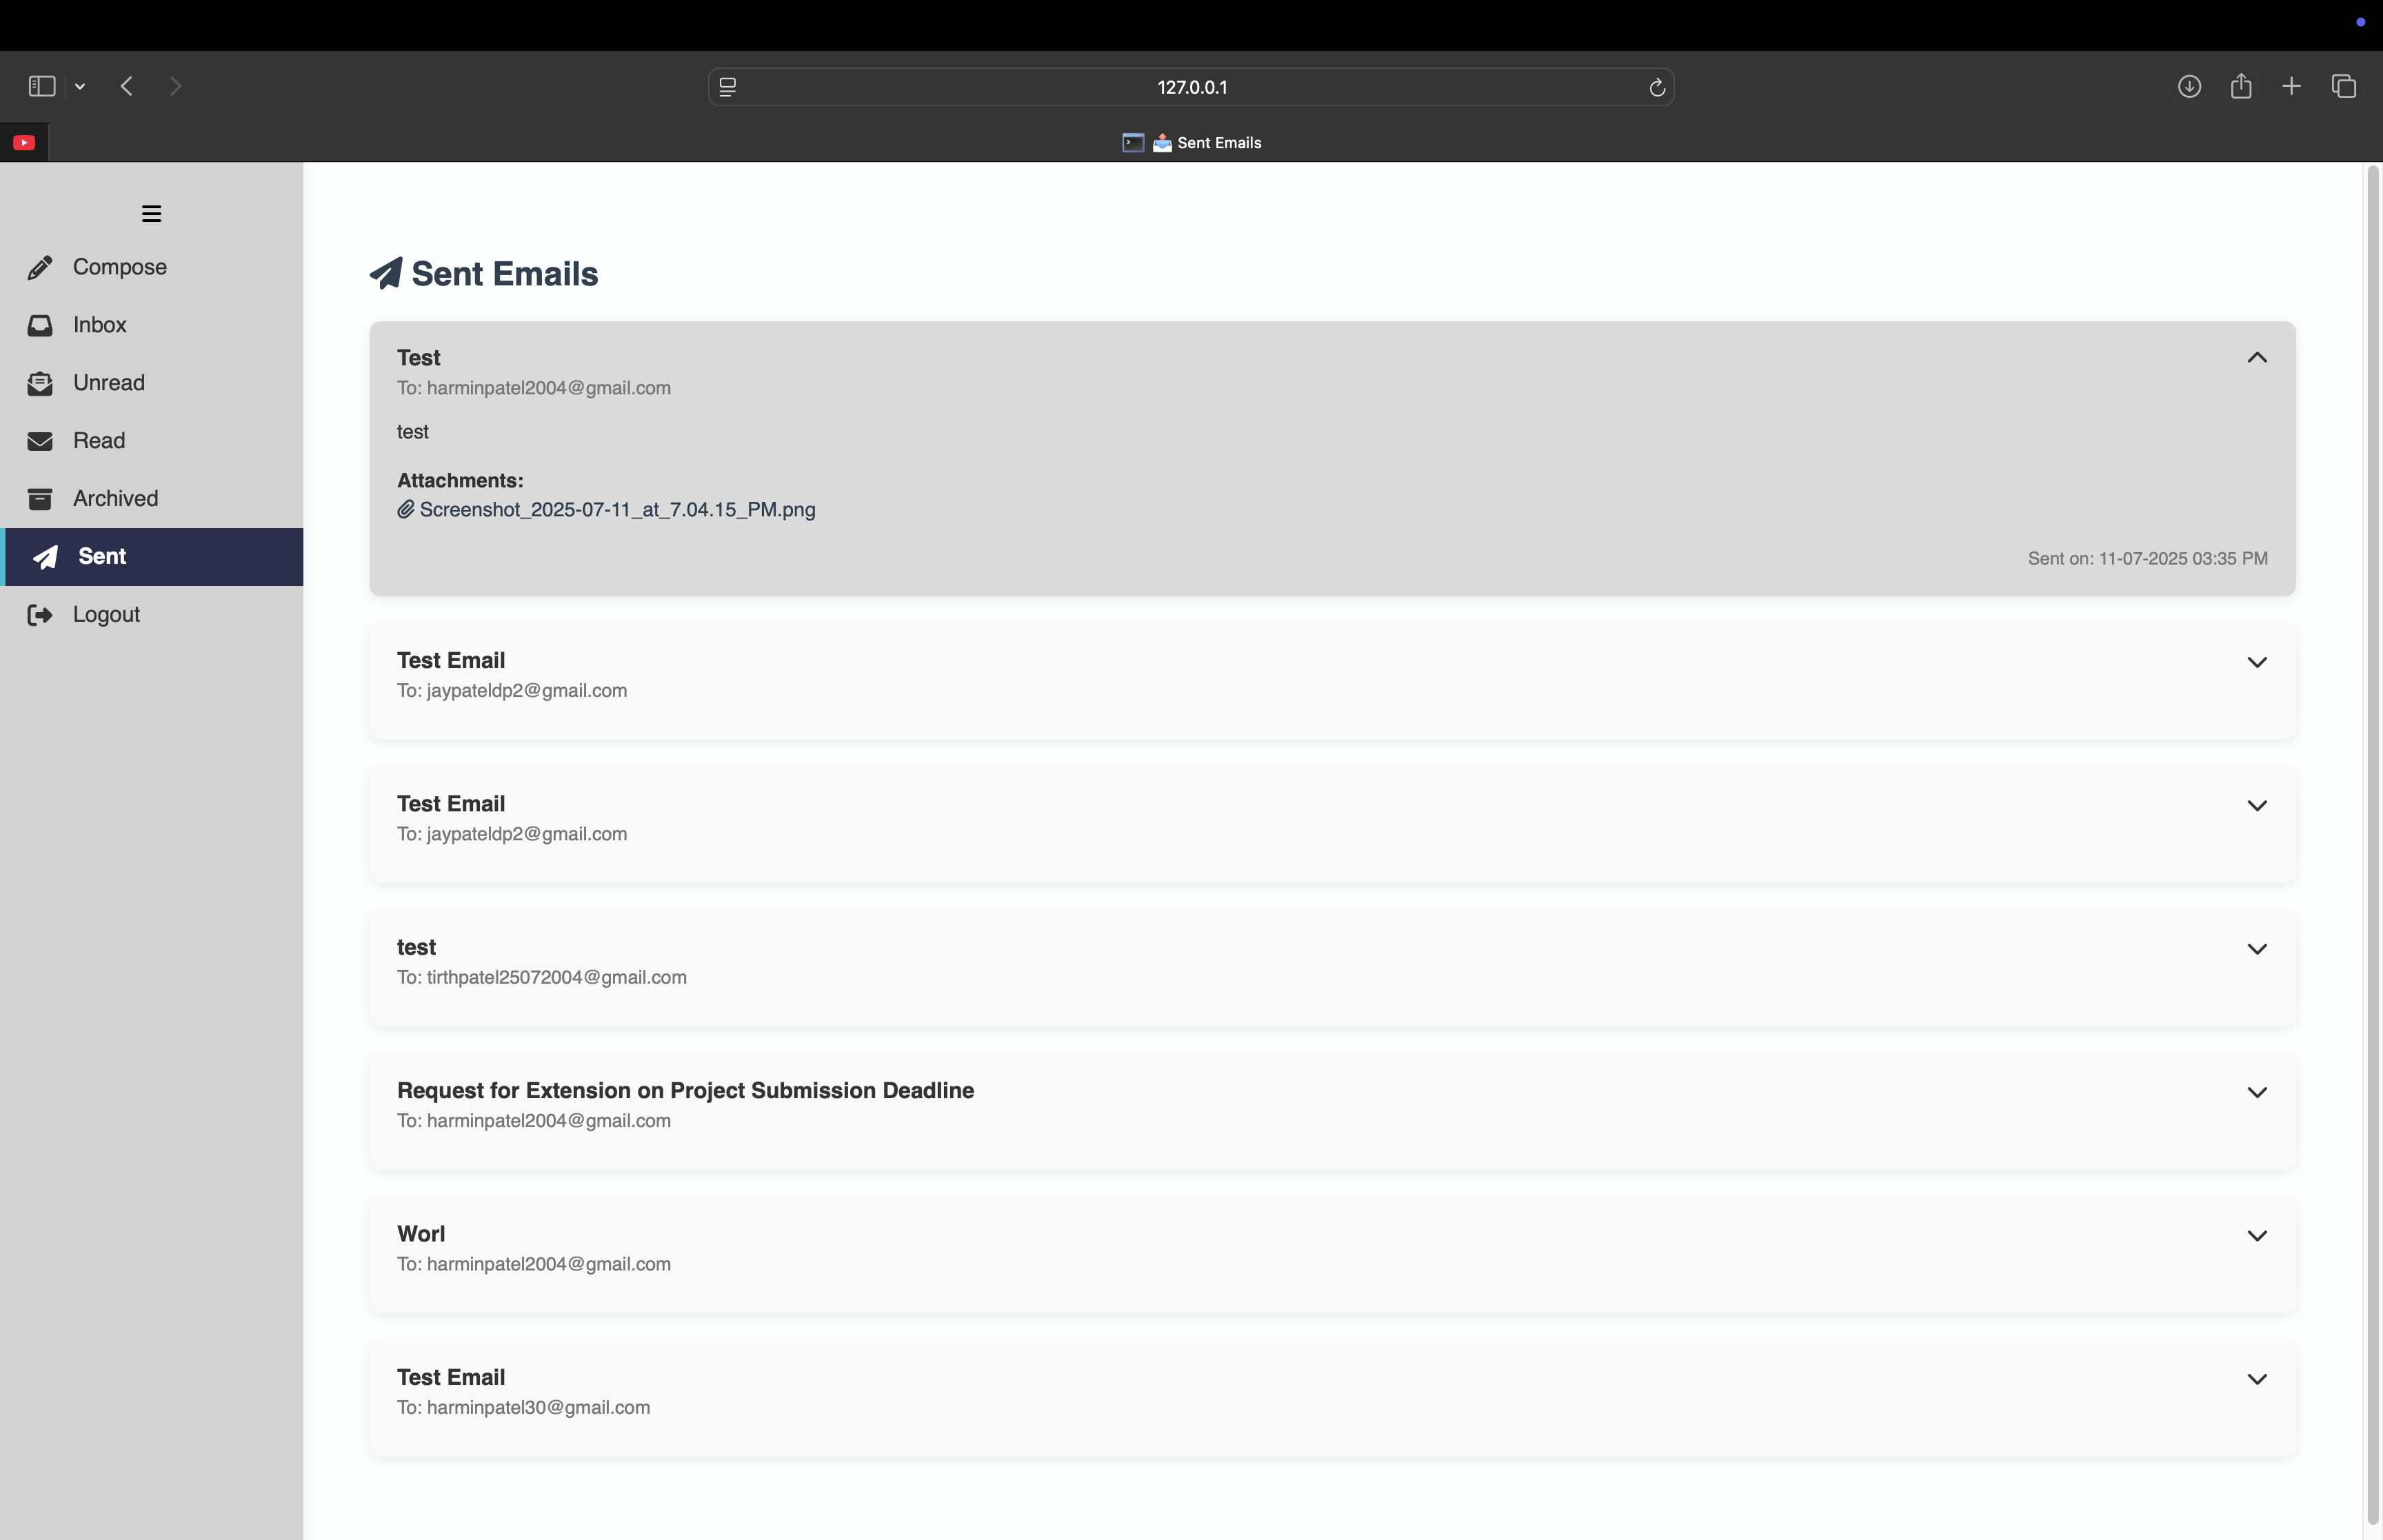 127.0.0.1
📤 Sent Emails
Compose
Inbox
Unread
Read
Archived
Sent
Logout
Sent Emails
Test
To: harminpatel2004@gmail.com
test
Attachments:
Screenshot_2025-07-11_at_7.04.15_PM.png
Sent on: 11-07-2025 03:35 PM
Test Email
To: jaypateldp2@gmail.com
Test Email
To: jaypateldp2@gmail.com
test
To: tirthpatel25072004@gmail.com
Request for Extension on Project Submission Deadline
To: harminpatel2004@gmail.com
Worl
To: harminpatel2004@gmail.com
Test Email
To: harminpatel30@gmail.com